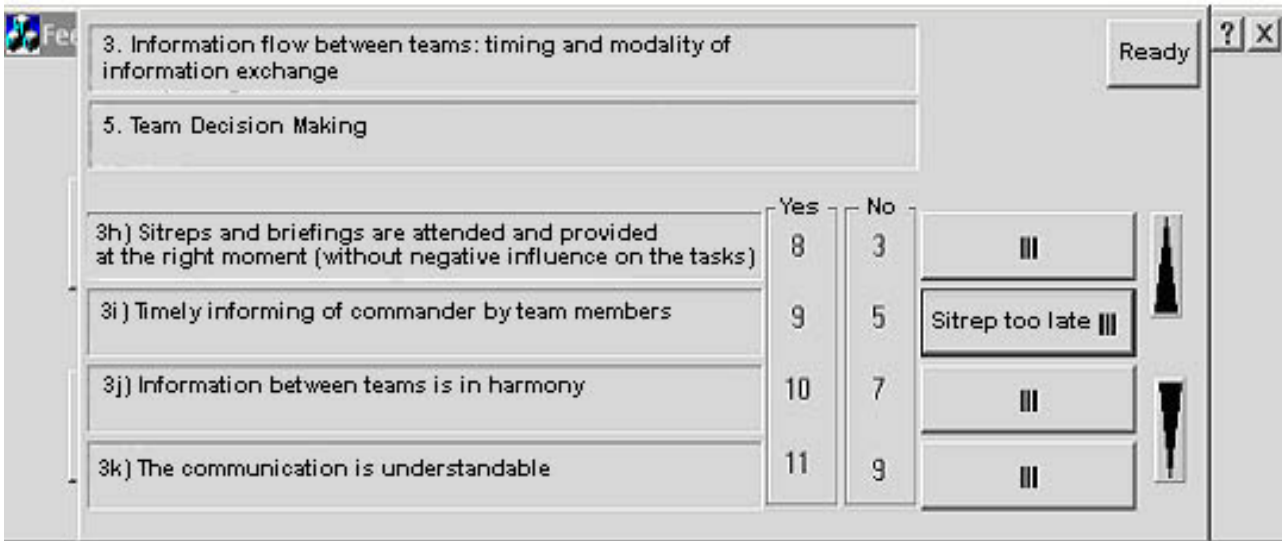 Fee
3. Information flow between teams: timing and modality of
information exchange
Ready
? X
5. Team Decision Making
Yes No
3h) Sitreps and briefings are attended and provided
at the right moment (without negative influence on the tasks)
8 3
3i) Timely informing of commander by team members
9 5 Sitrep too late
3j) Information between teams is in harmony
10 7
3k) The communication is understandable
11 9